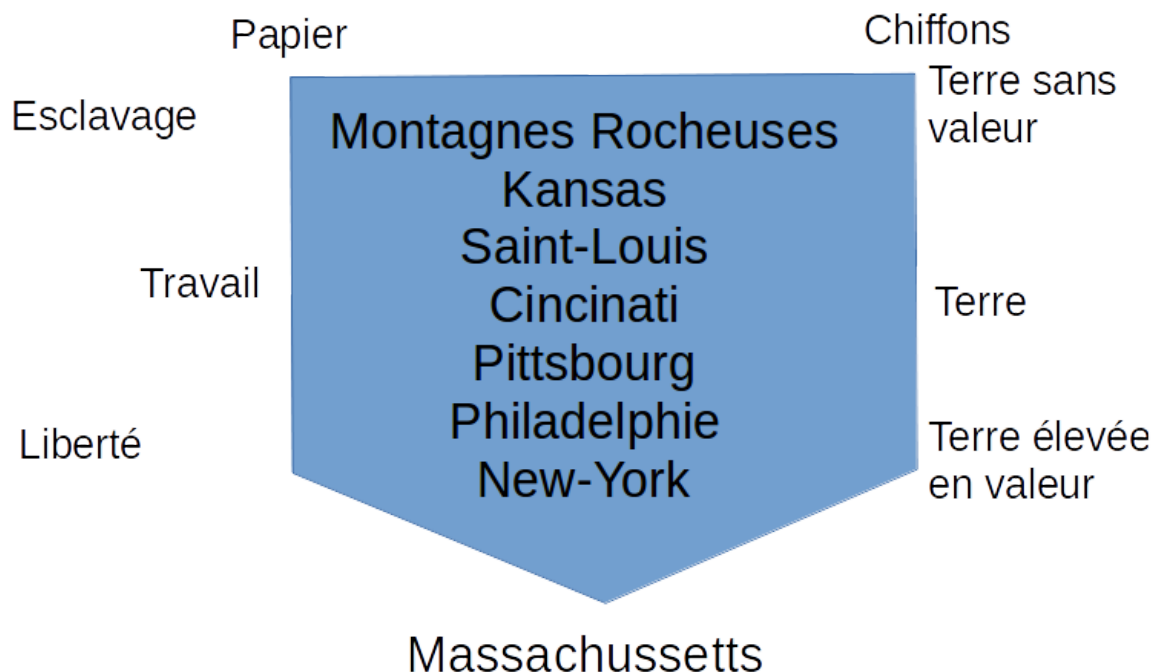 Papier
Chiffons
Esclavage
Terre sans
valeur
Montagnes Rocheuses
Kansas
Saint-Louis
Travail
Cincinati
Terre
Pittsbourg
Philadelphie
Liberté
Terre élevée
en valeur
New-York
Massachussetts